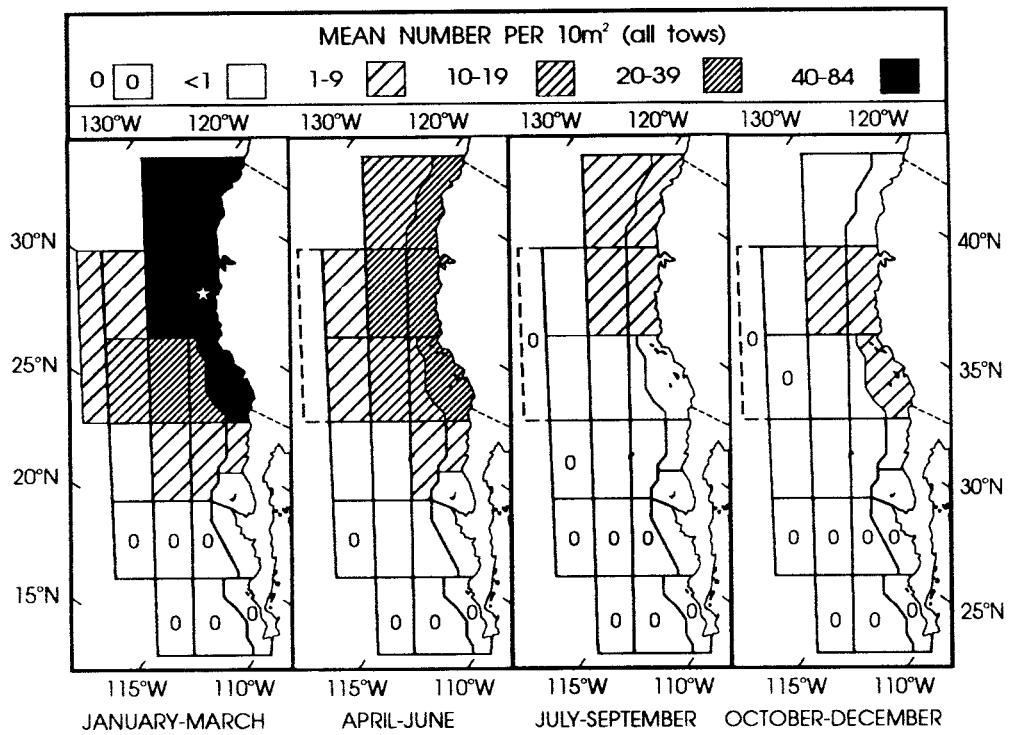 MEAN NUMBER PER 10m² (all tows)
0 0 <1 1-9 10-19 20-39 40-84
130°W 120°W 130°W 120°W 130°W 120°W 130°W 120°W
30°N 40°N
0 0
25°N 0 35°N
20°N 0 30°N
0 0 0 0 0 0 0 0 0 0 0
15°N 0 0 0 0 0 0 0 0 0 0 0 25°N
115°W 110°W 115°W 110°W 115°W 110°W 115°W 110°W
JANUARY-MARCH APRIL-JUNE JULY-SEPTEMBER OCTOBER-DECEMBER